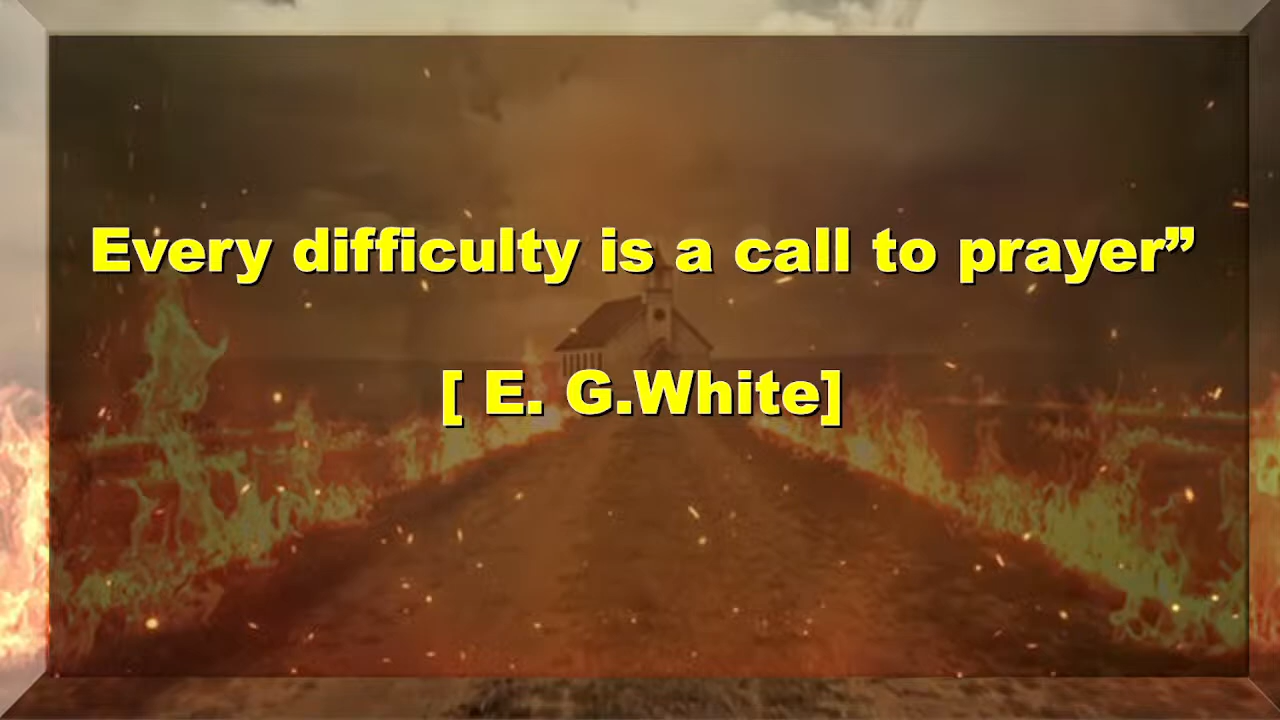 Every difficulty is a call to prayer”
[ E. G.White]